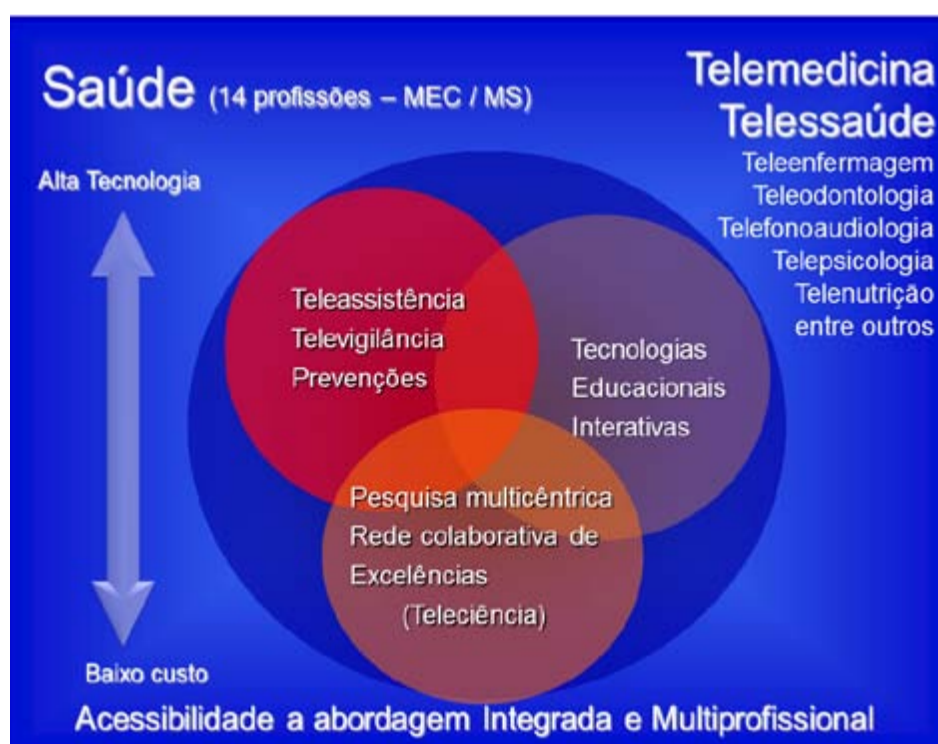 Saúde (14 profissões – MEC / MS)
Telemedicina
Telessaúde
Teleenfermagem
Teleodontologia
Telefonoaudiologia
Telepsicologia
Telenutrição
entre outros
Alta Tecnologia
Teleassistência
Televigilância
Prevenções
Tecnologias
Educacionais
Interativas
Pesquisa multicêntrica
Rede colaborativa de
Excelências
(Teleciência)
Baixo custo
Acessibilidade a abordagem Integrada e Multiprofissional